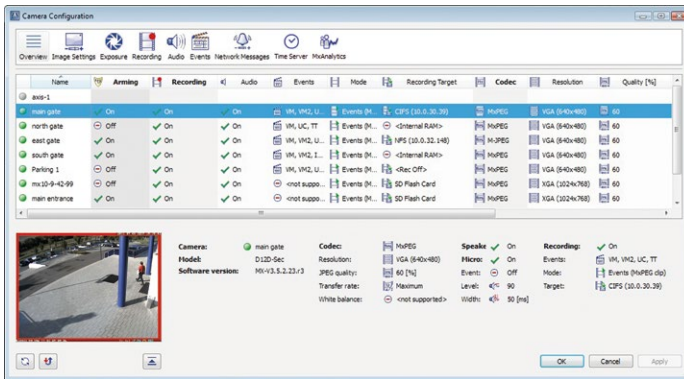 Camera Configuration
Overview Image Settings Exposure Recording Audio Events Network Messages Time Server MxAnalytics
Name Arming Recording Audio Events Mode Recording Target Codec Resolution Quality [%]
axis-1
main gate On On On VM, VM2, U... Events (M... CIFS (10.0.30.39) MxPEG VGA (640x480) 60
north gate Off On On VM, UC, TT Events (M... <Internal RAM> MxPEG VGA (640x480) 60
east gate On On On VM, VM2, U... Events (M... NFS (10.0.32.148) M-JPEG VGA (640x480) 60
south gate On On On VM, VM2, I... Events (M... <Internal RAM> MxPEG VGA (640x480) 60
Parking 1 Off On On VM, VM2, U... Events (M... <Rec Off> MxPEG VGA (640x480) 60
mx10-9-42-99 Off On On <not suppo... Events (M... SD Flash Card MxPEG XGA (1024x768) 60
main entrance On On On <not suppo... Events (M... SD Flash Card MxPEG XGA (1024x768) 60
Camera: main gate Codec: MxPEG Speake On Recording: On
Model: D12D-Sec Resolution: VGA (640x480) Micro: On Events: VM, VM2, UC, TT
Software version: MX-V3.5.2.23.r3 JPEG quality: 60 [%] Event: Off Mode: Events (MxPEG clip)
Transfer rate: Maximum Level: 90 Target: CIFS (10.0.30.39)
White balance: <not supported> Width: 50 [ms]
OK Cancel Apply